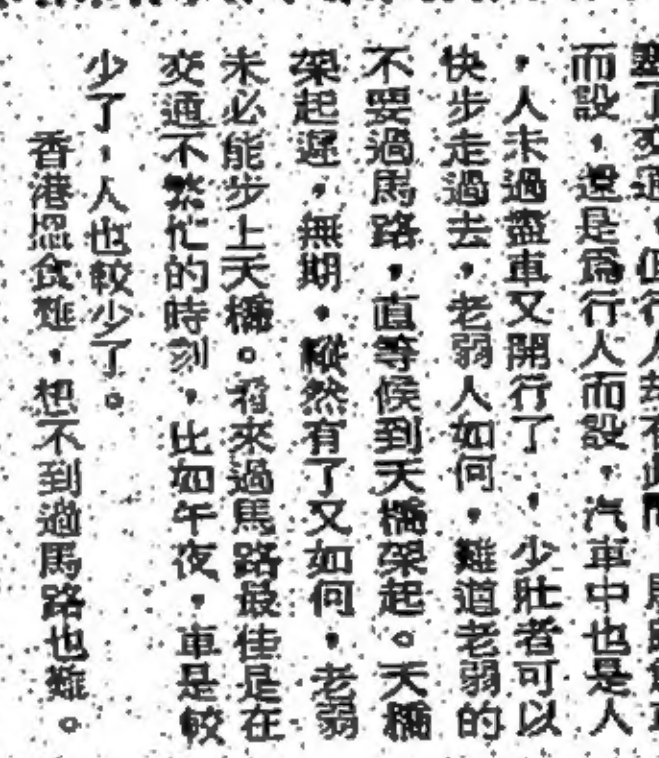 塞了交通，但行人却有此問
而設，還是爲行人而設，汽車中也是人
，人未過盡車又開行了，少壯者可以
快步走過去，老弱人如何，難道老弱的
不要過馬路，直等候到天橋架起。天橋
架起遲，無期，縱然有了又如何，老弱
未必能步上天橋。看來過馬路最佳是在
交通不繁忙的時刻，比如午夜，車是較
少了，人也較少了。
香港搵食難，想不到過馬路也難。